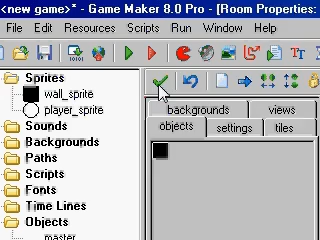 <new game>* - Game Maker 8.0 Pro - [Room Properties:
File Edit Resources Scripts Run Window Help
Sprites
wall_sprite
player_sprite
Sounds
Backgrounds
Paths
Scripts
Fonts
Time Lines
Objects
master
backgrounds views
objects settings tiles